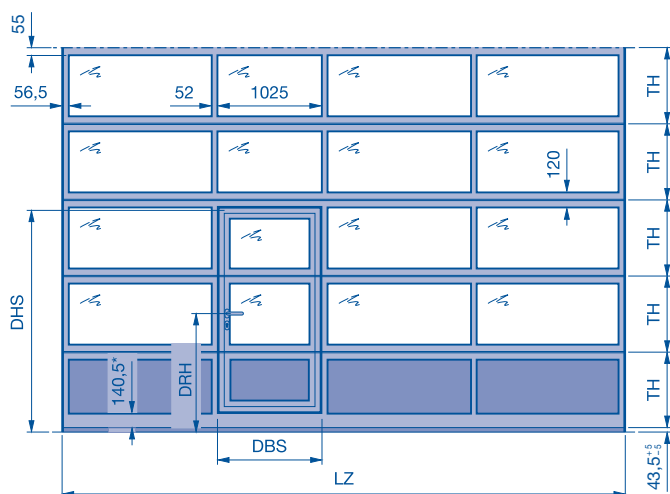 55
56,5
52
1025
120
TH
TH
TH
TH
TH
DHS
DRH
140,5*
DBS
LZ
43,5 +5 -5